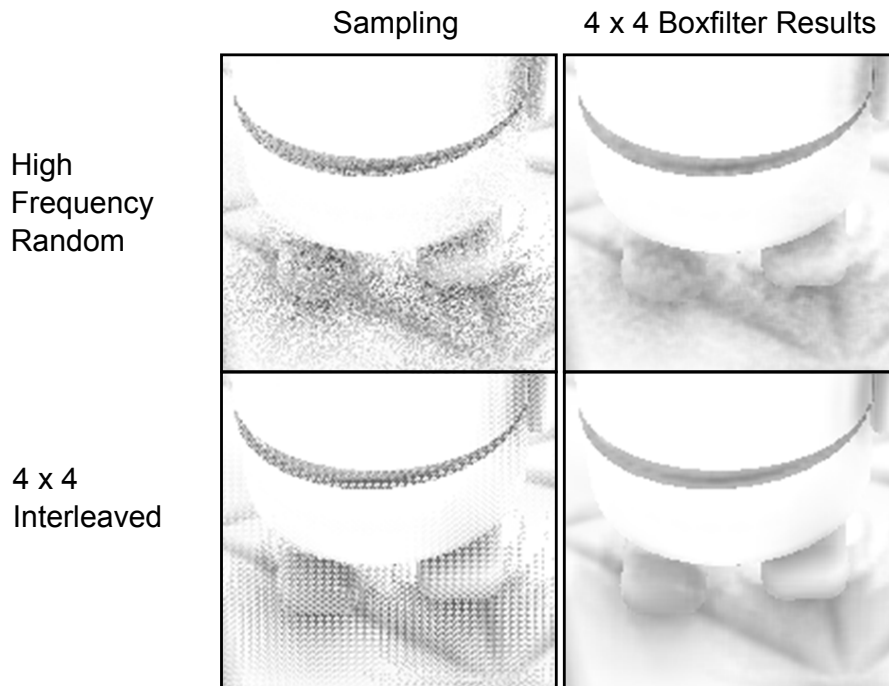 Sampling
4 x 4 Boxfilter Results
High
Frequency
Random
4 x 4
Interleaved